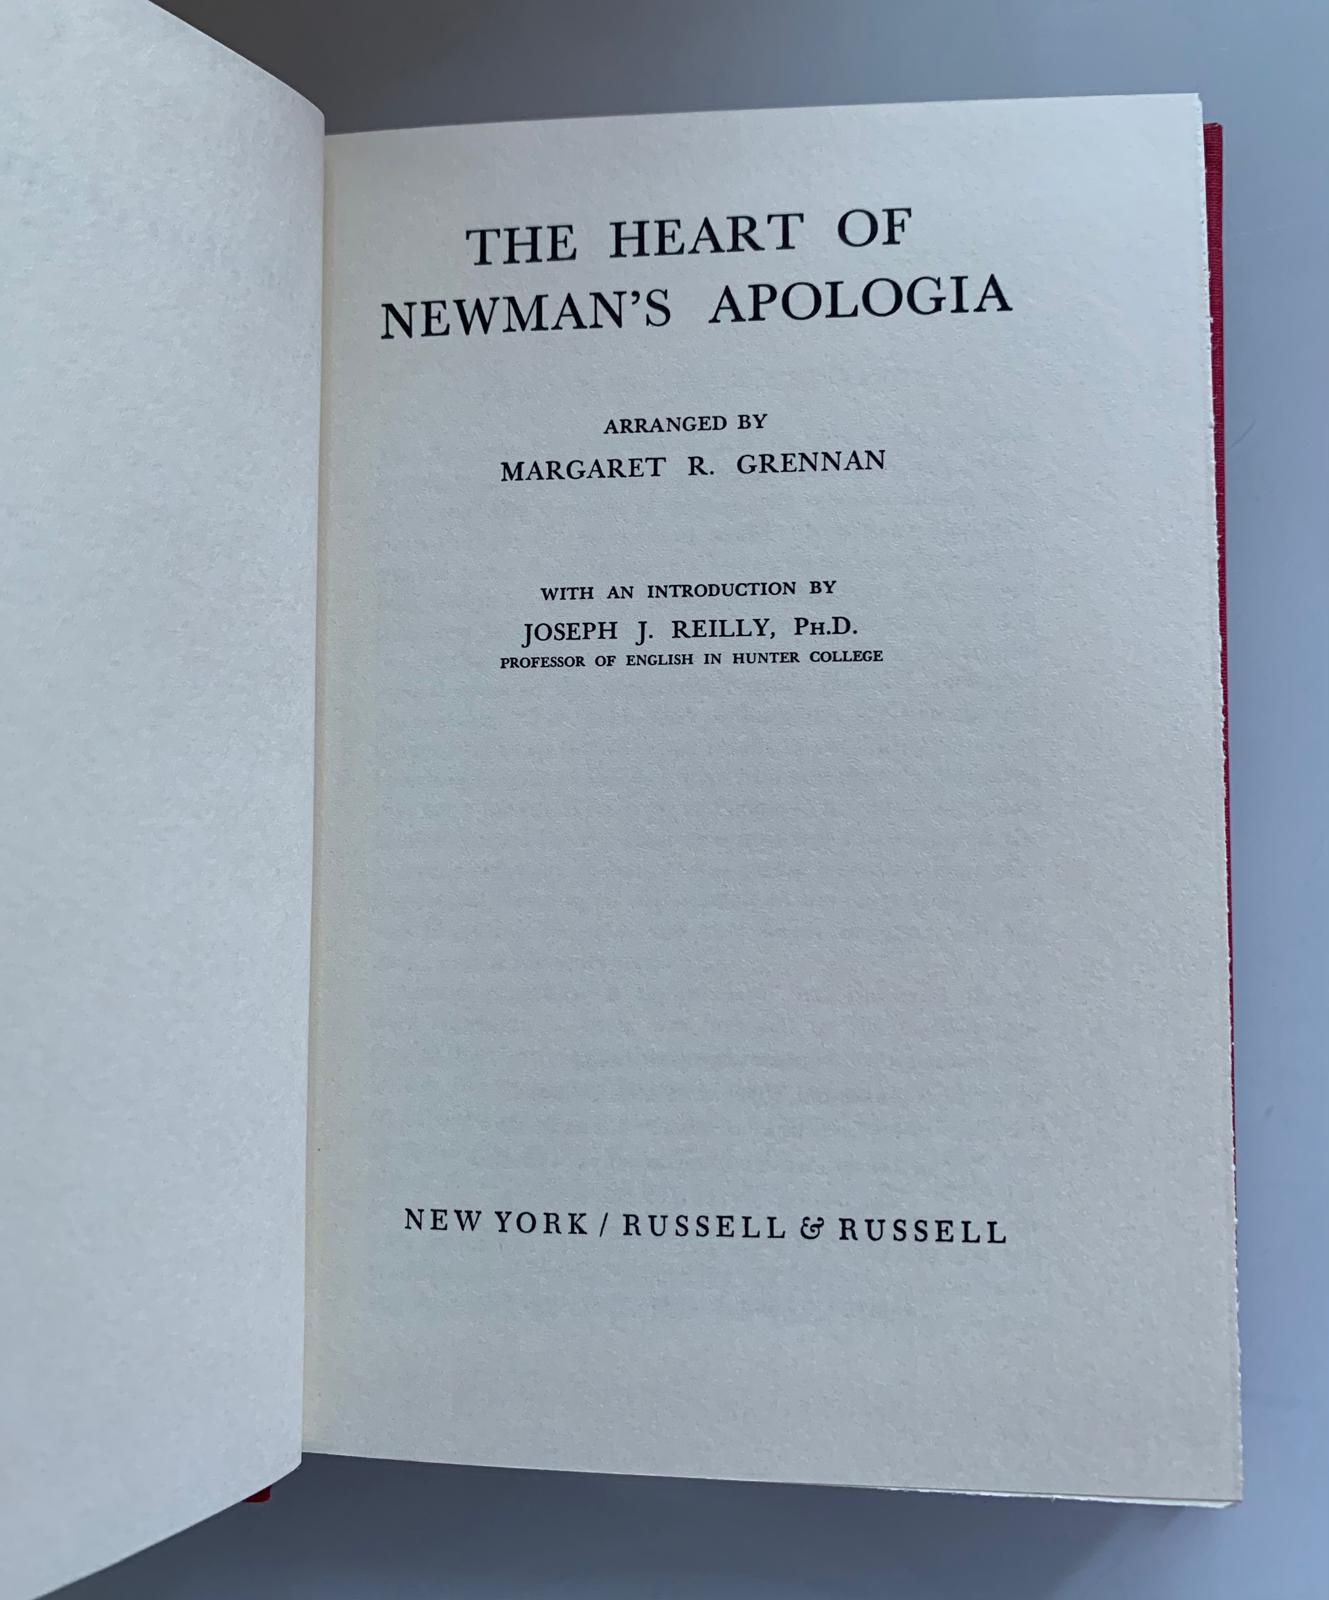 THE HEART OF
NEWMAN'S APOLOGIA
ARRANGED BY
MARGARET R. GRENNAN
WITH AN INTRODUCTION BY
JOSEPH J. REILLY, PH.D.
PROFESSOR OF ENGLISH IN HUNTER COLLEGE
NEW YORK / RUSSELL & RUSSELL